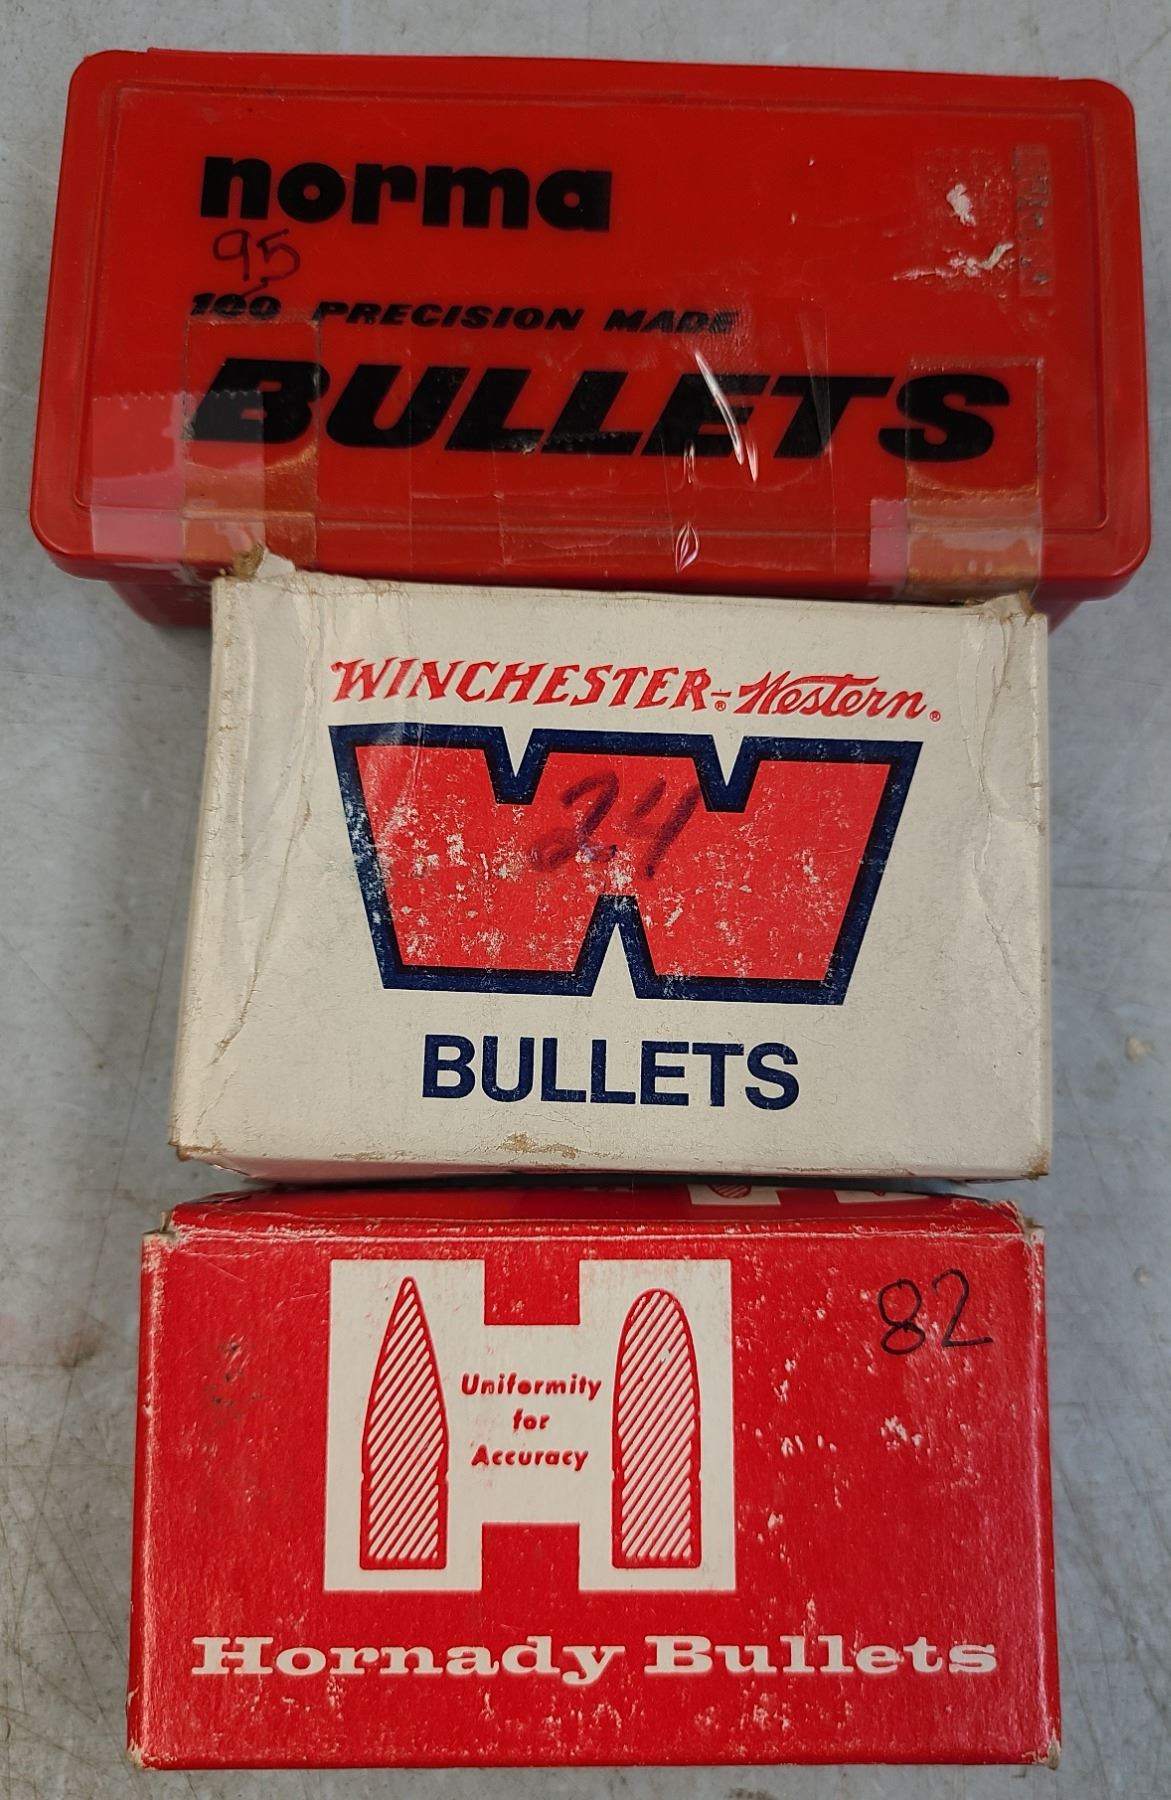 norma
95
100 PRECISION MADE
BULLETS
WINCHESTER-Western®
24
BULLETS
82
Uniformity
for
Accuracy
Hornady Bullets